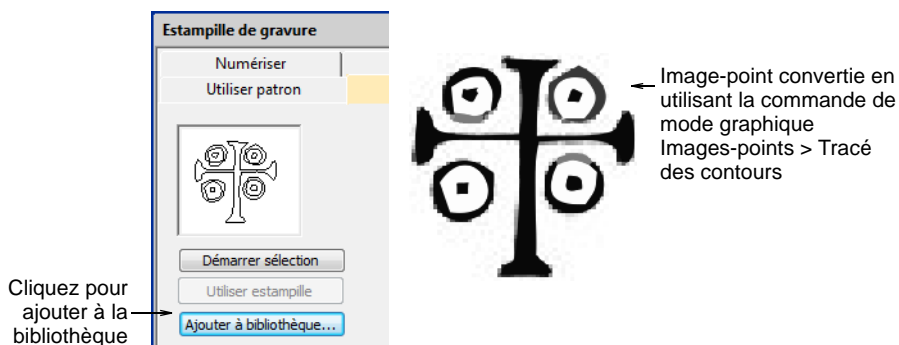 Estampille de gravure
Numériser
Utiliser patron
Démarrer sélection
Utiliser estampille
Ajouter à bibliothèque...
Cliquez pour
ajouter à la
bibliothèque
Image-point convertie en
utilisant la commande de
mode graphique
Images-points > Tracé
des contours